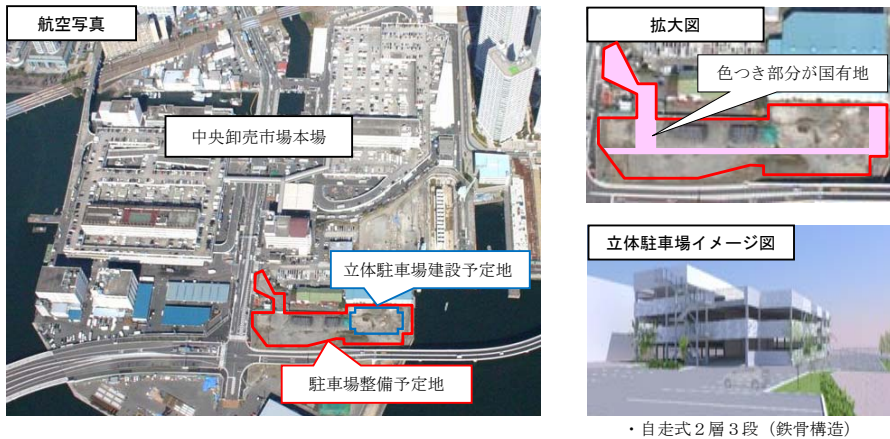 航空写真
中央卸売市場本場
立体駐車場建設予定地
駐車場整備予定地
拡大図
色つき部分が国有地
立体駐車場イメージ図
・自走式２層３段（鉄骨構造）